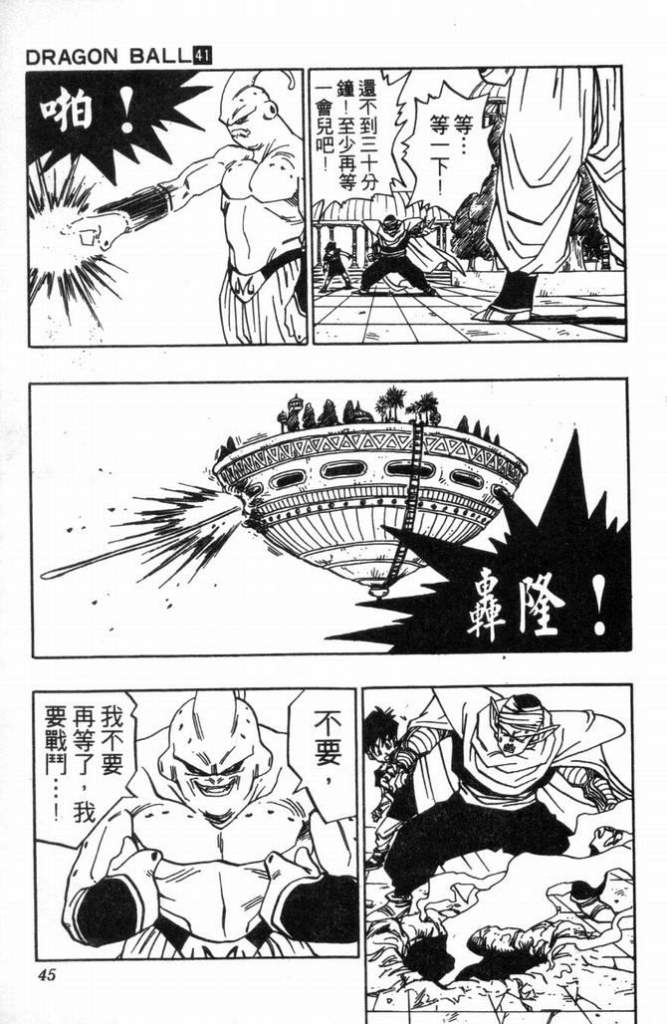 DRAGON BALL 41
等…
等一下！
還不到三十分
鐘！至少再等
一會兒吧！
啪！
轟隆！
不要，
我不要
再等了，我
要戰鬥…！
45